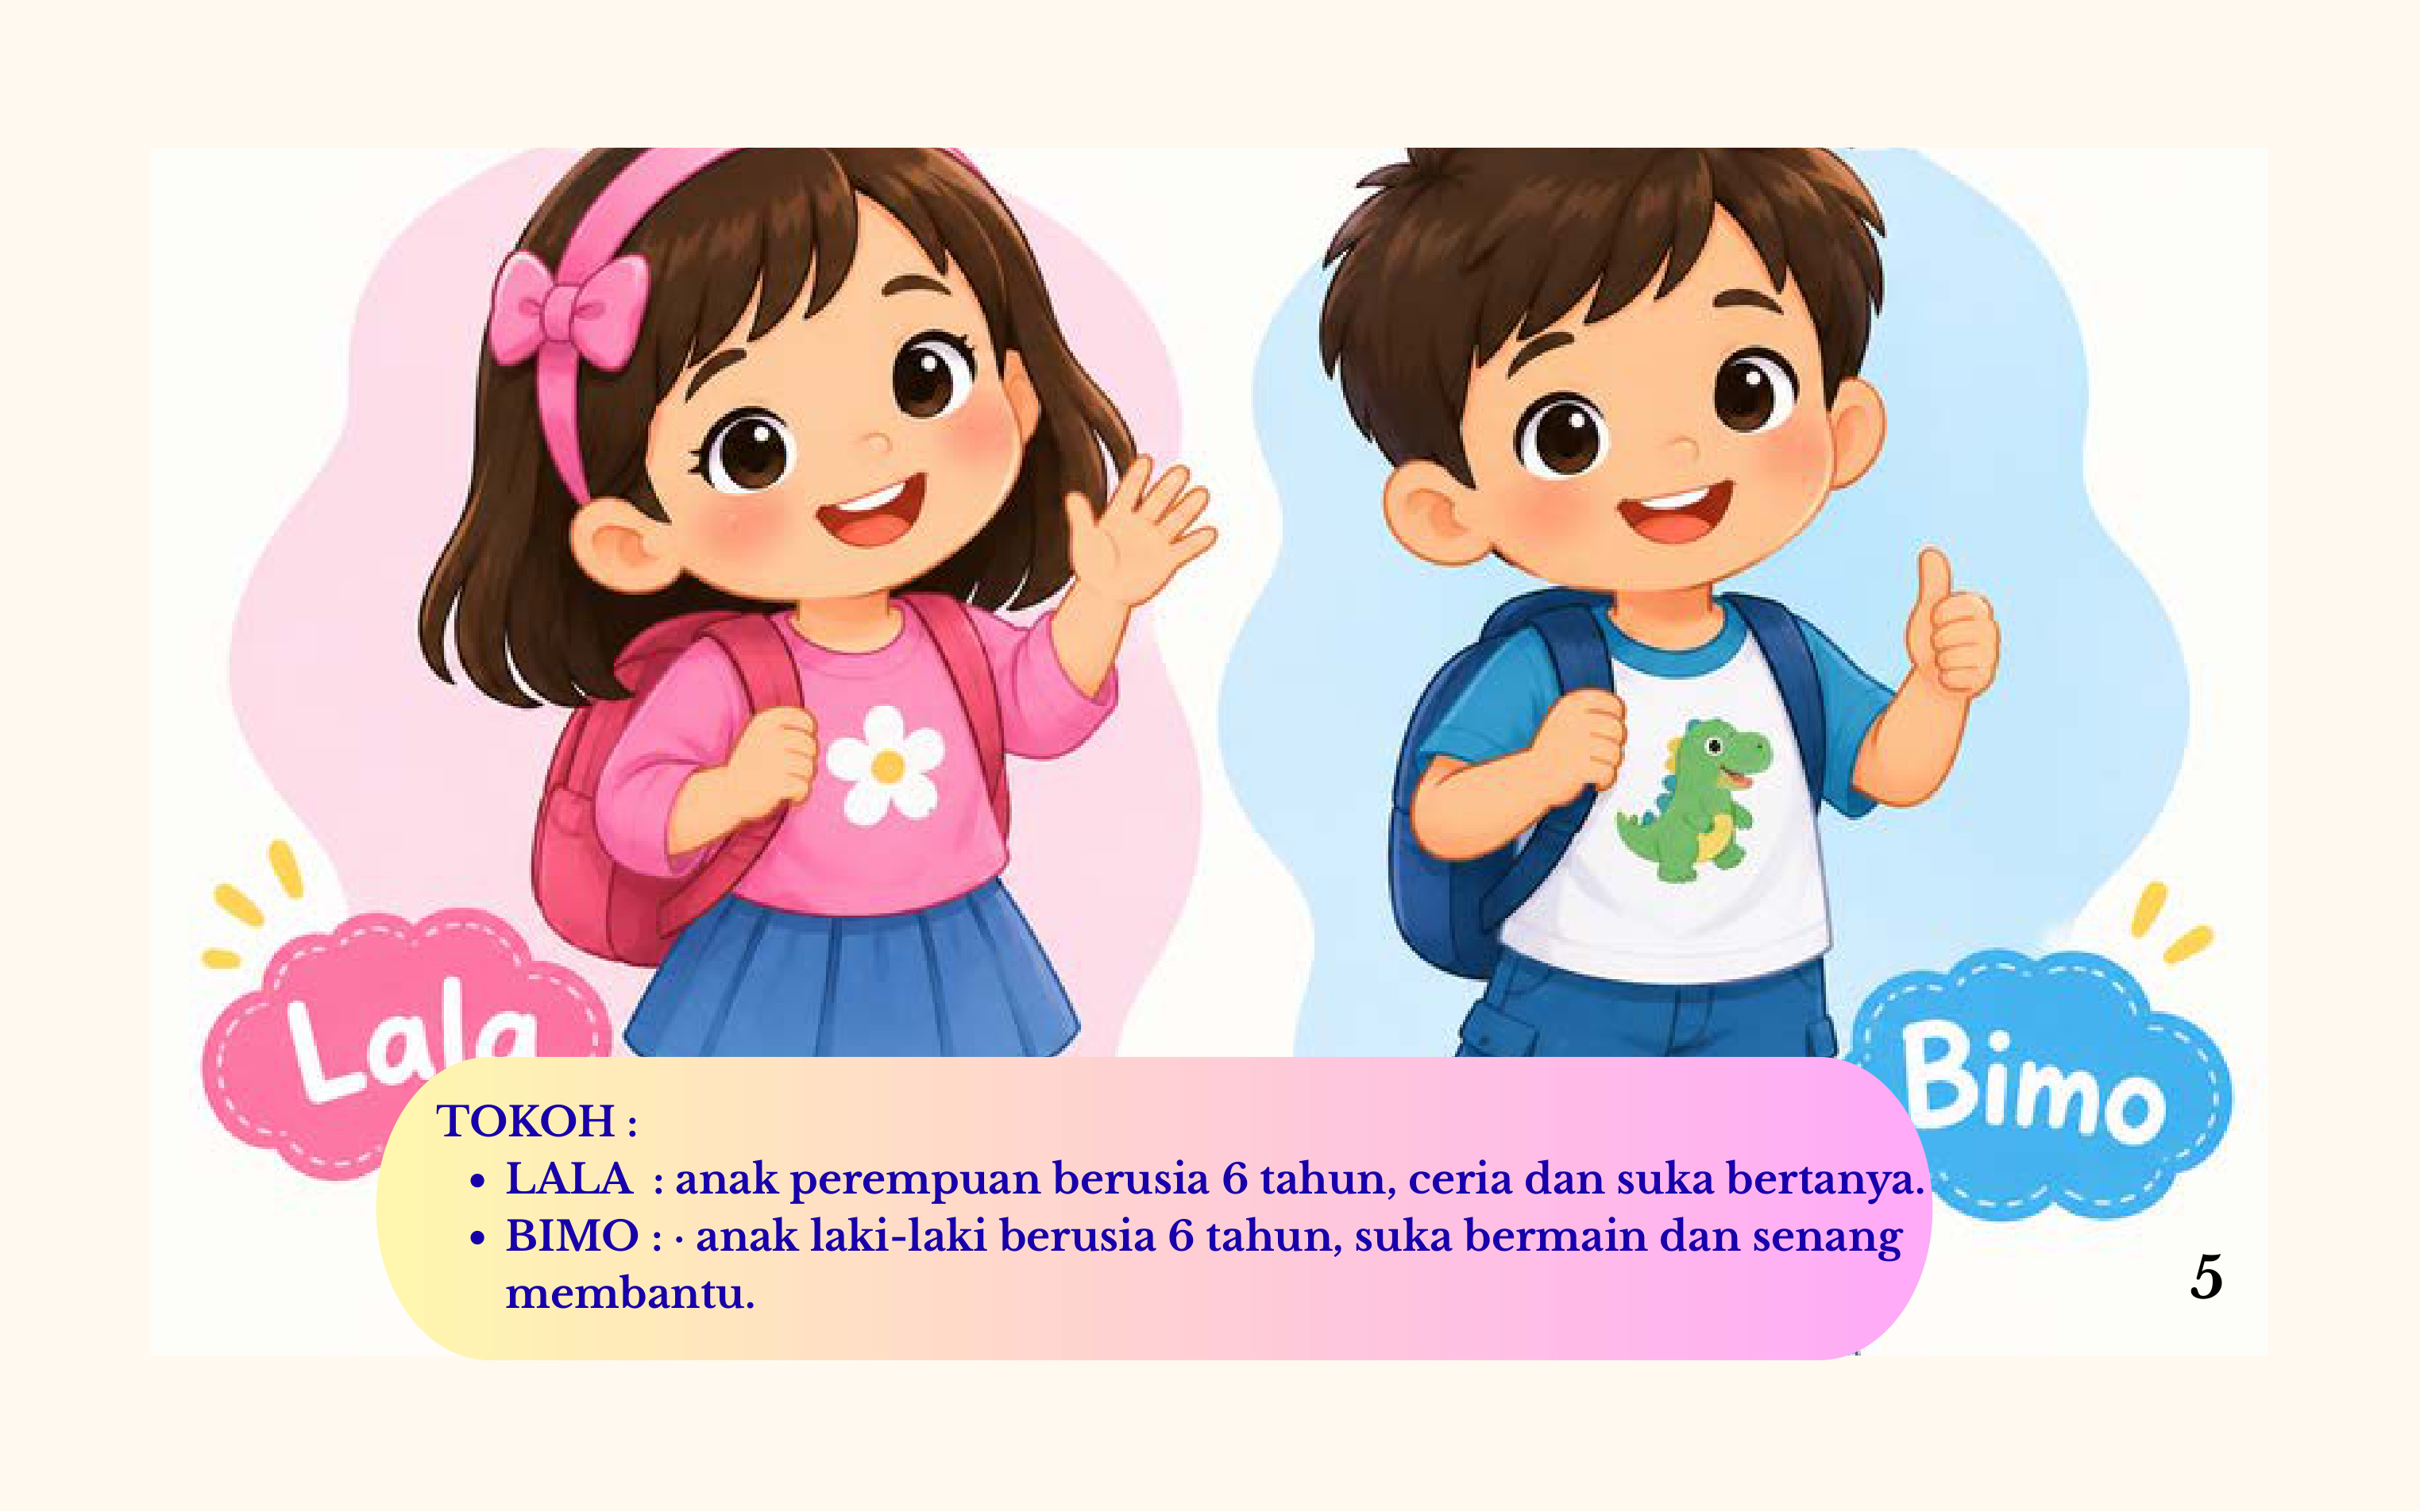 Lala
Bimo
TOKOH :
• LALA : anak perempuan berusia 6 tahun, ceria dan suka bertanya.
• BIMO : · anak laki-laki berusia 6 tahun, suka bermain dan senang
membantu.
5